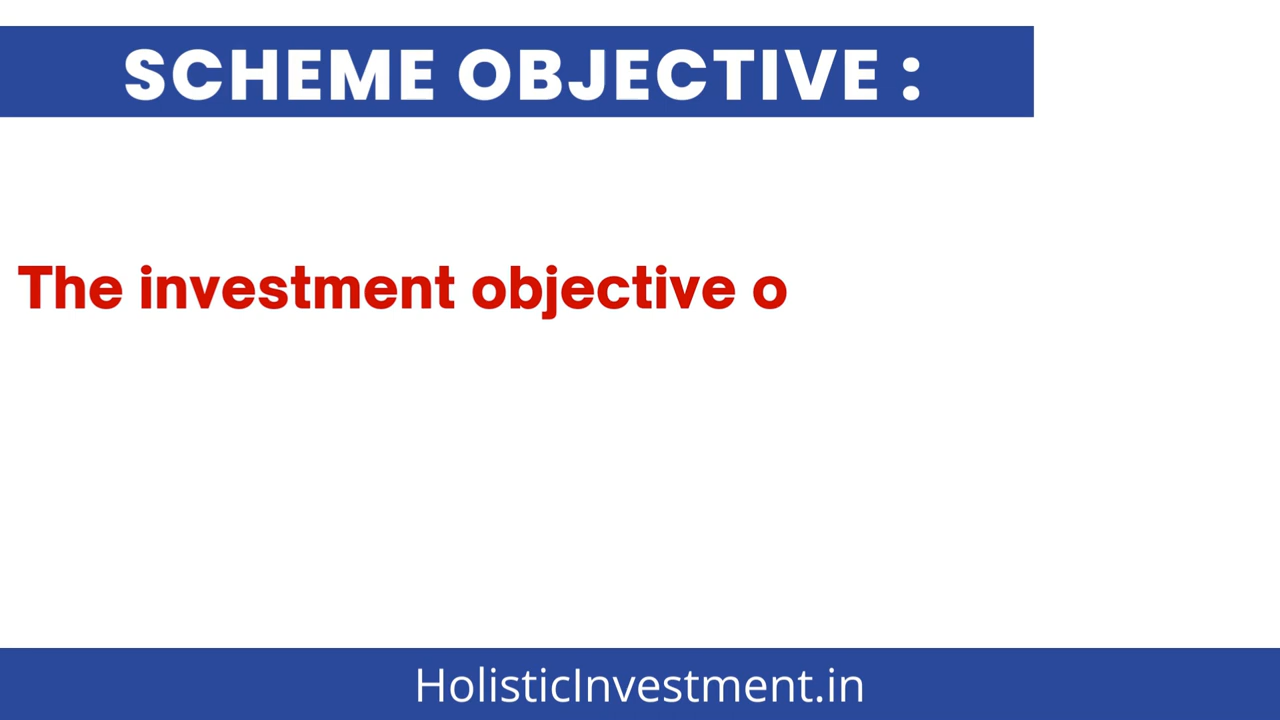 SCHEME OBJECTIVE :
The investment objective o
HolisticInvestment.in